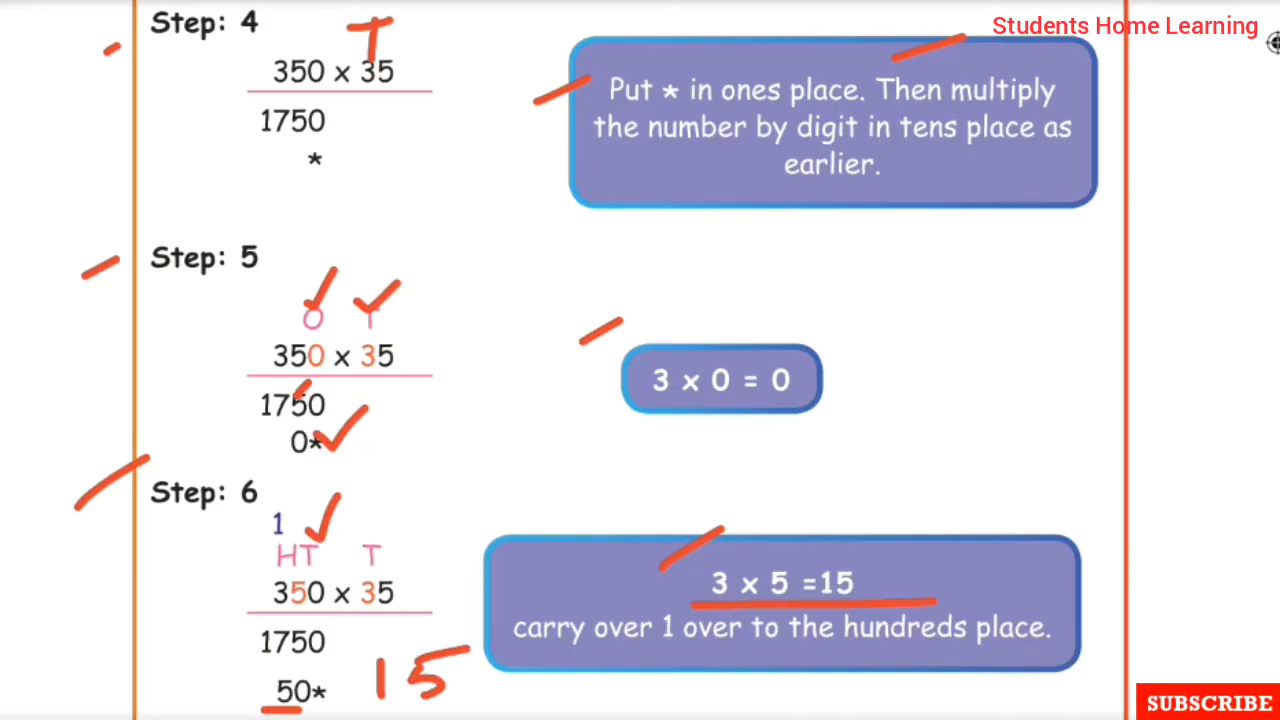 Students Home Learning
Step: 4
T
350 x 35
1750
*
Put * in ones place. Then multiply
the number by digit in tens place as
earlier.
Step: 5
O T
350 x 35
1750
0*
3 x 0 = 0
Step: 6
1
HT T
350 x 35
1750
50*
15
3 x 5 =15
carry over 1 over to the hundreds place.
SUBSCRIBE